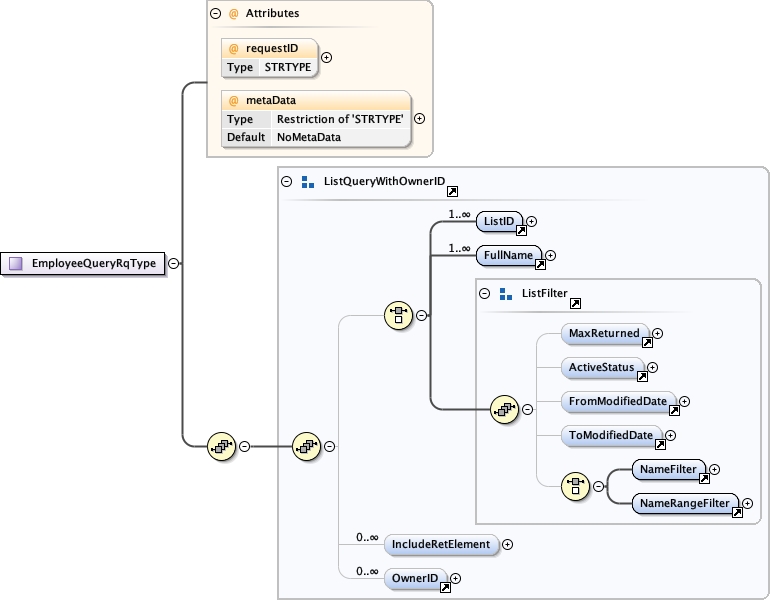 @ Attributes
@ requestID
Type STRTYPE
@ metaData
Type Restriction of 'STRTYPE'
Default NoMetaData
EmployeeQueryRqType
ListQueryWithOwnerID
1..∞ ListID
1..∞ FullName
ListFilter
MaxReturned
ActiveStatus
FromModifiedDate
ToModifiedDate
NameFilter
NameRangeFilter
0..∞ IncludeRetElement
0..∞ OwnerID